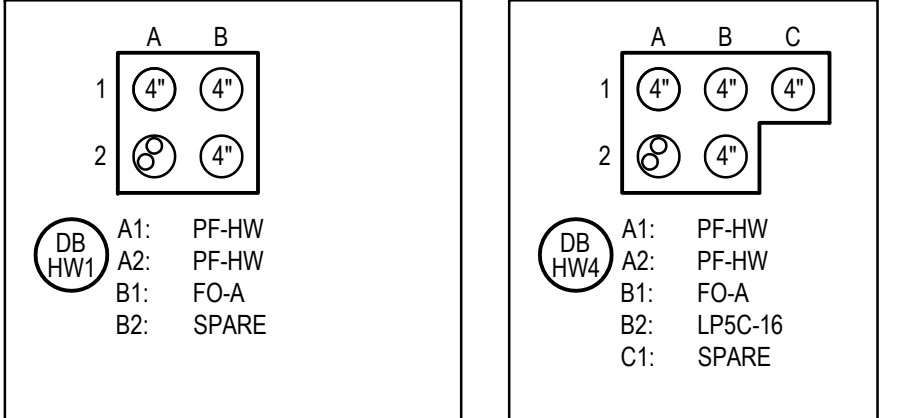 A B
1 4" 4"
2 4"
DB
HW1
A1: PF-HW
A2: PF-HW
B1: FO-A
B2: SPARE
A B C
1 4" 4" 4"
2 4"
DB
HW4
A1: PF-HW
A2: PF-HW
B1: FO-A
B2: LP5C-16
C1: SPARE